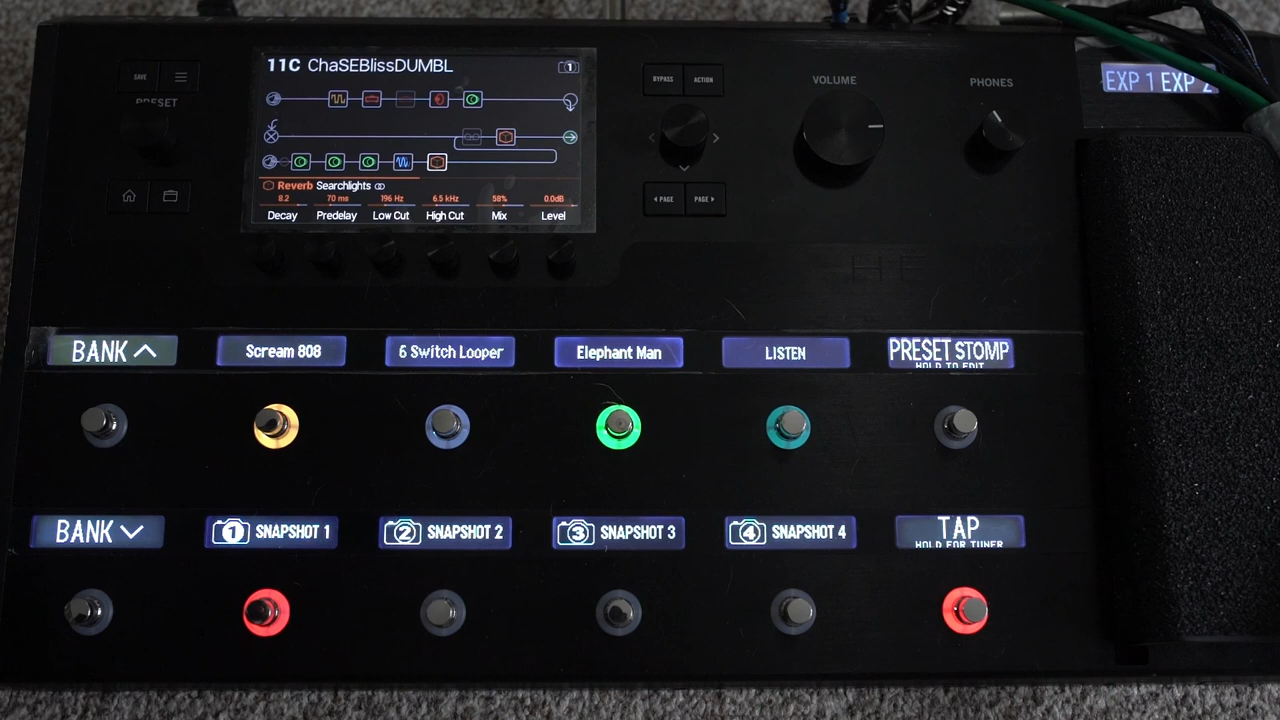 11C ChaSEBlissDUMBL
1
SAVE
PRESET
Reverb Searchlights
8.2 70 ms 196 Hz 6.5 kHz 58% 0.0dB
Decay Predelay Low Cut High Cut Mix Level
BYPASS ACTION
PAGE PAGE
VOLUME
PHONES
EXP 1 EXP 2
BANK Scream 808 6 Switch Looper Elephant Man LISTEN PRESET STOMP
HOLD TO EDIT
BANK 1 SNAPSHOT 1 2 SNAPSHOT 2 3 SNAPSHOT 3 4 SNAPSHOT 4 TAP
HOLD FOR TUNER